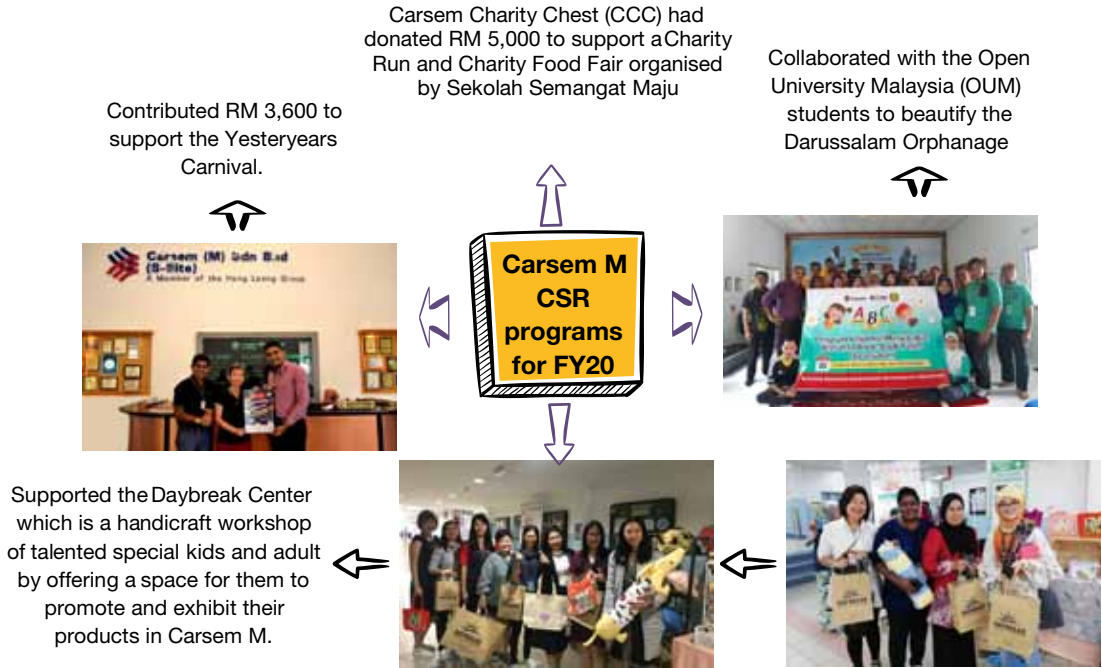 Carsem Charity Chest (CCC) had
donated RM 5,000 to support a Charity
Run and Charity Food Fair organised
by Sekolah Semangat Maju
Contributed RM 3,600 to
support the Yesteryears
Carnival.
Collaborated with the Open
University Malaysia (OUM)
students to beautify the
Darussalam Orphanage
Carsem (M) Sdn Bhd
(S-Site)
A Member of the Hong Leong Group
Carsem M
CSR
programs
for FY20
ABC
Supported the Daybreak Center
which is a handicraft workshop
of talented special kids and adult
by offering a space for them to
promote and exhibit their
products in Carsem M.